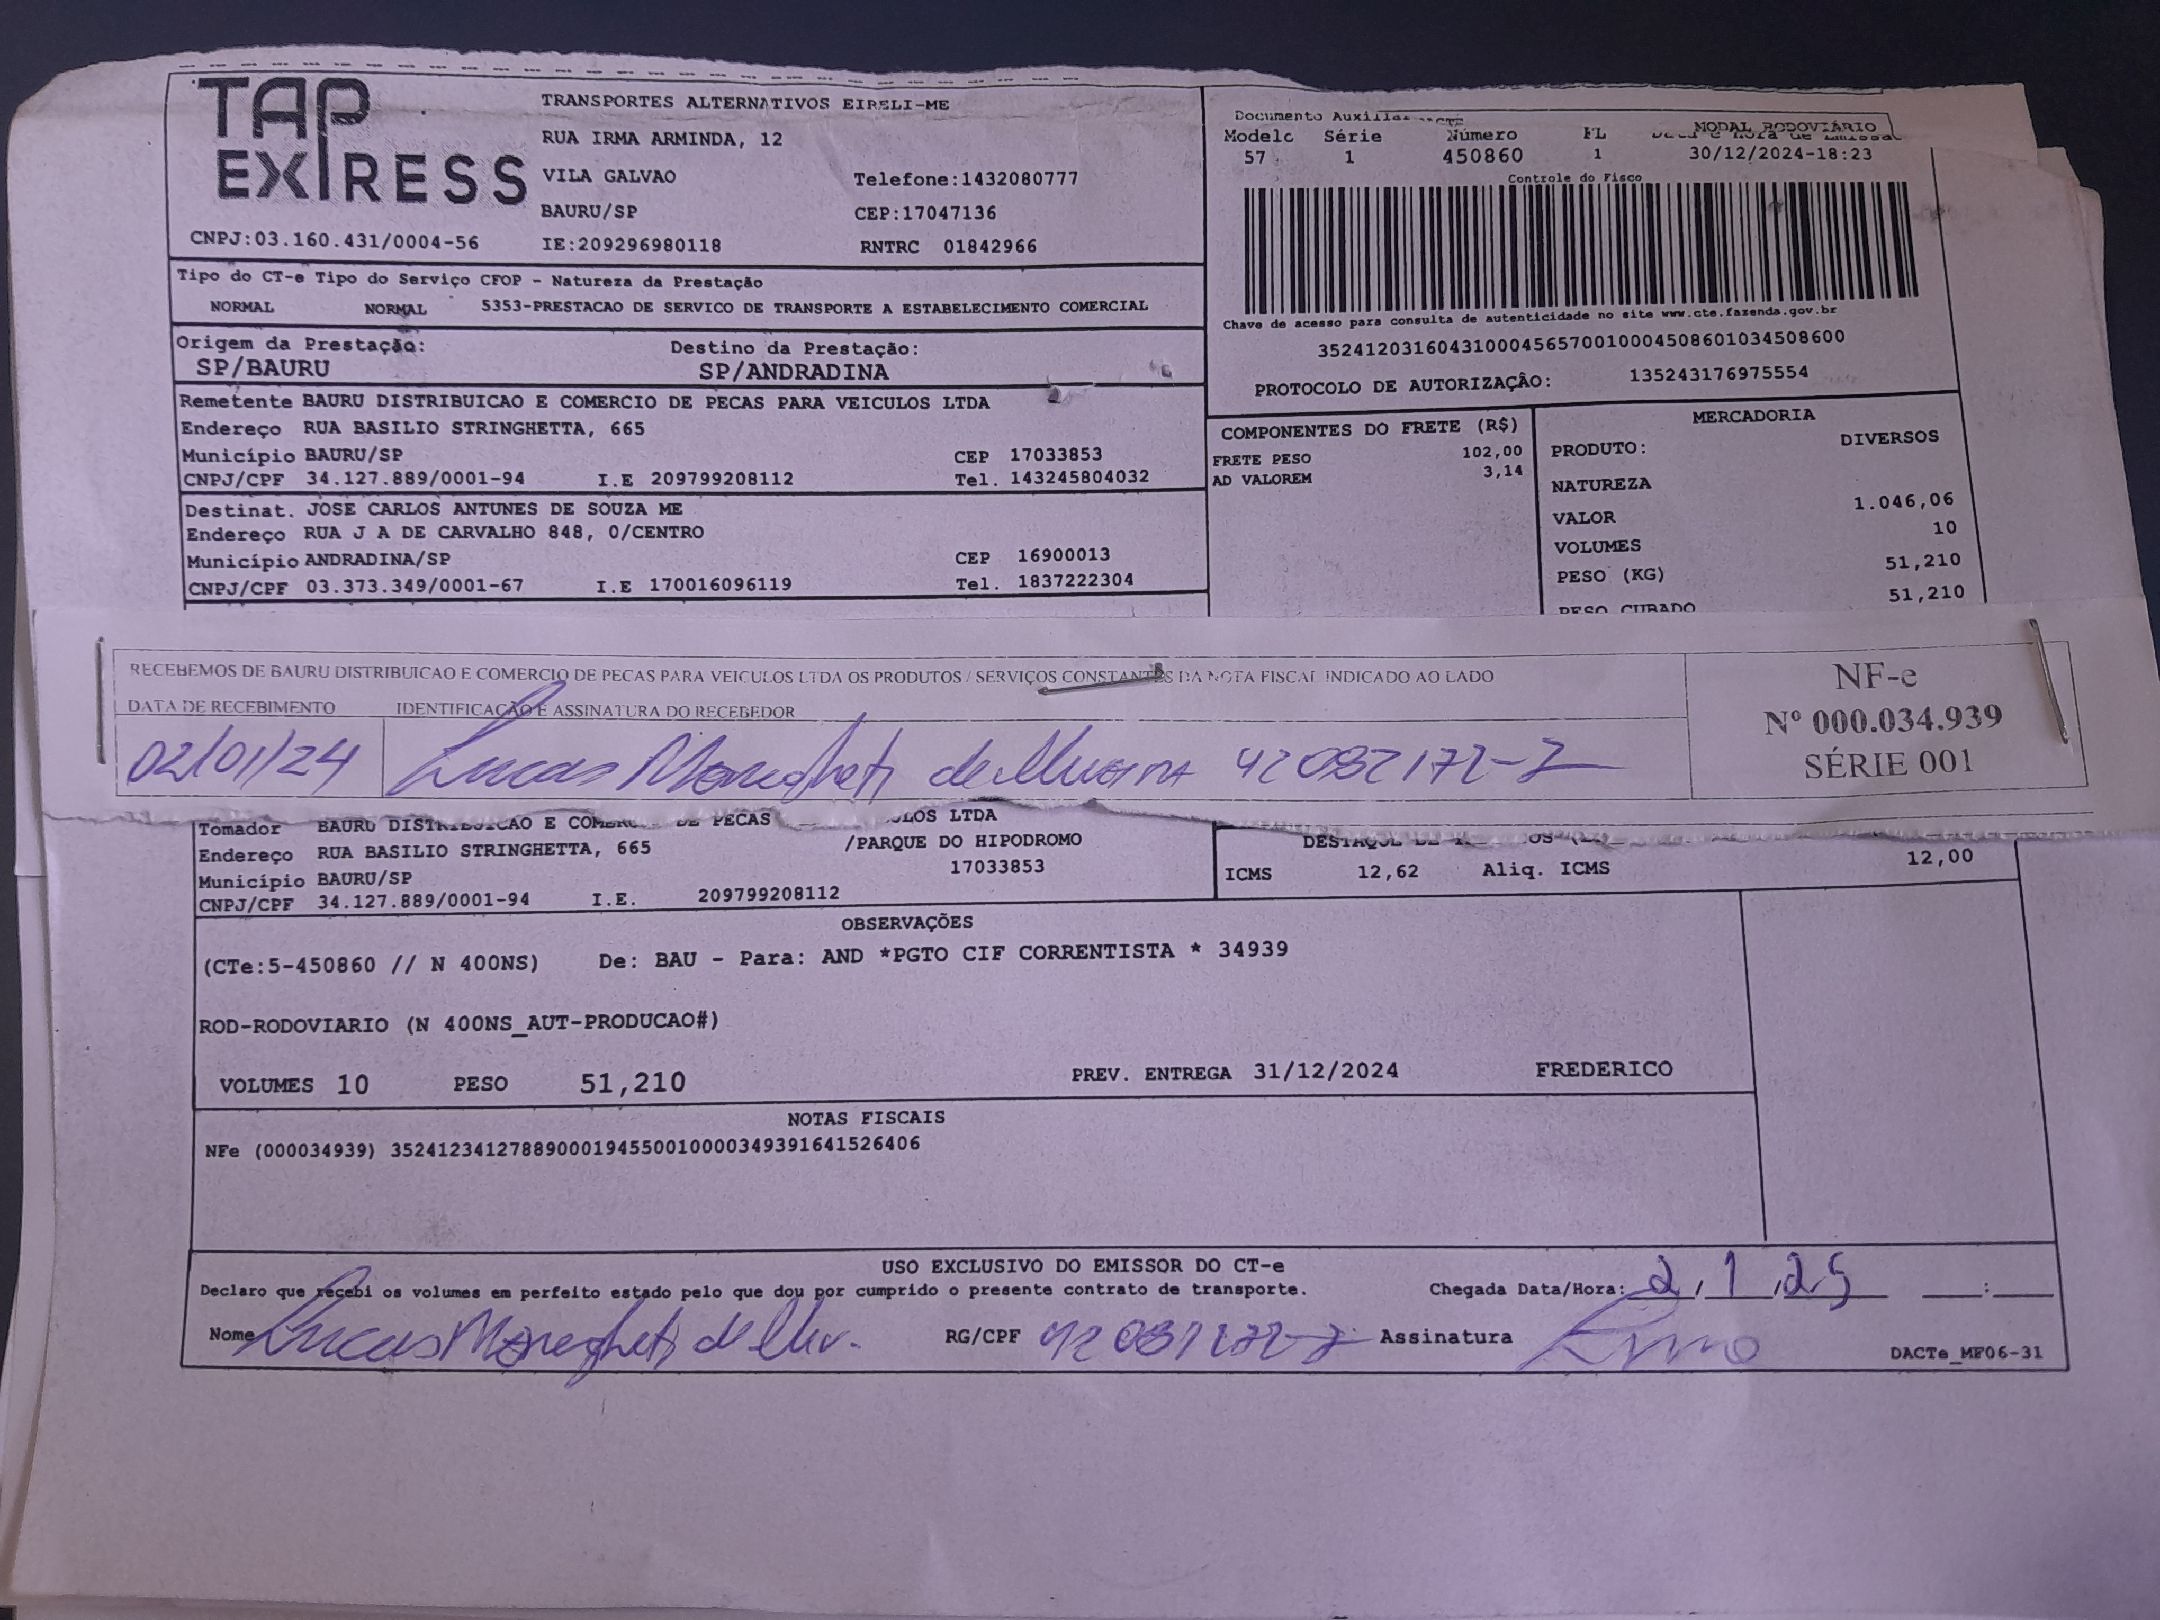 TAP EXPRESS
TRANSPORTES ALTERNATIVOS EIRELI-ME
RUA IRMA ARMINDA, 12
VILA GALVAO Telefone:1432080777
BAURU/SP CEP:17047136
CNPJ:03.160.431/0004-56 IE:209296980118 RNTRC 01842966
Documento Auxiliar
MODAL RODOVIÁRIO
Modelo Série Número FL
57 1 450860 1 30/12/2024-18:23
Controle do Fisco
Chave de acesso para consulta de autenticidade no site www.cte.fazenda.gov.br
35241203160431000456570010004508601034508600
PROTOCOLO DE AUTORIZAÇÂO: 135243176975554
Tipo do CT-e Tipo do Serviço CFOP - Natureza da Prestação
NORMAL NORMAL 5353-PRESTACAO DE SERVICO DE TRANSPORTE A ESTABELECIMENTO COMERCIAL
Origem da Prestação: Destino da Prestação:
SP/BAURU SP/ANDRADINA
Remetente BAURU DISTRIBUICAO E COMERCIO DE PECAS PARA VEICULOS LTDA
Endereço RUA BASILIO STRINGHETTA, 665
Município BAURU/SP CEP 17033853
CNPJ/CPF 34.127.889/0001-94 I.E 209799208112 Tel. 143245804032
Destinat. JOSE CARLOS ANTUNES DE SOUZA ME
Endereço RUA J A DE CARVALHO 848, 0/CENTRO
Município ANDRADINA/SP CEP 16900013
CNPJ/CPF 03.373.349/0001-67 I.E 170016096119 Tel. 1837222304
COMPONENTES DO FRETE (R$)
FRETE PESO 102,00
AD VALOREM 3,14
MERCADORIA
PRODUTO: DIVERSOS
NATUREZA
VALOR 1.046,06
VOLUMES 10
PESO (KG) 51,210
PESO CUBADO 51,210
RECEBEMOS DE BAURU DISTRIBUICAO E COMERCIO DE PECAS PARA VEICULOS LTDA OS PRODUTOS / SERVIÇOS CONSTANTES DA NOTA FISCAL INDICADO AO LADO
DATA DE RECEBIMENTO IDENTIFICAÇÃO E ASSINATURA DO RECEBEDOR
02/01/24 Lucas
NF-e
Nº 000.034.939
SÉRIE 001
Tomador BAURU DISTRIBUICAO E COMERC DE PECAS LTDA
Endereço RUA BASILIO STRINGHETTA, 665 /PARQUE DO HIPODROMO
Município BAURU/SP 17033853
CNPJ/CPF 34.127.889/0001-94 I.E. 209799208112
ICMS 12,62 Aliq. ICMS 12,00
OBSERVAÇÕES
(CTe:5-450860 // N 400NS) De: BAU - Para: AND *PGTO CIF CORRENTISTA * 34939
ROD-RODOVIARIO (N 400NS_AUT-PRODUCAO#)
VOLUMES 10 PESO 51,210 PREV. ENTREGA 31/12/2024 FREDERICO
NOTAS FISCAIS
NFe (000034939) 35241234127889000194550010000349391641526406
USO EXCLUSIVO DO EMISSOR DO CT-e
Declaro que recebi os volumes em perfeito estado pelo que dou por cumprido o presente contrato de transporte. Chegada Data/Hora: 2/1/25 __:__
Nome Lucas RG/CPF Assinatura
DACTe_MF06-31